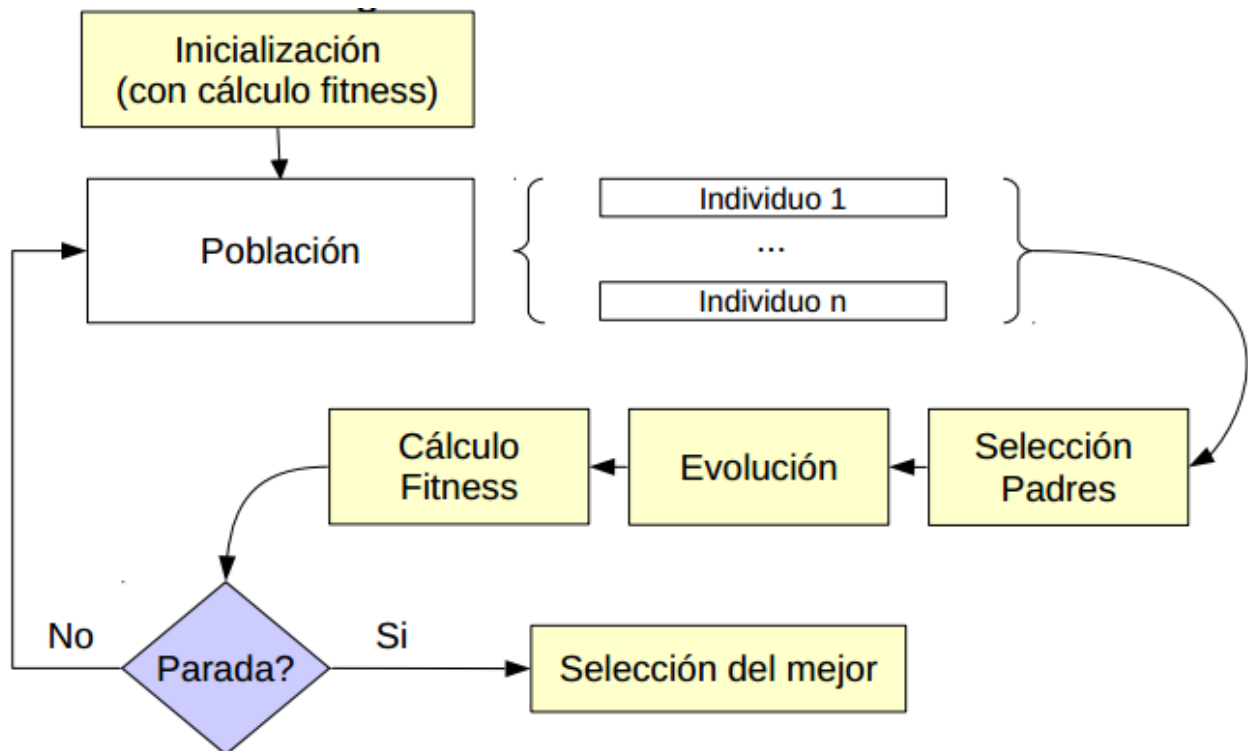 Inicialización
(con cálculo fitness)
Población
Individuo 1
...
Individuo n
Cálculo
Fitness
Evolución
Selección
Padres
No
Parada?
Si
Selección del mejor